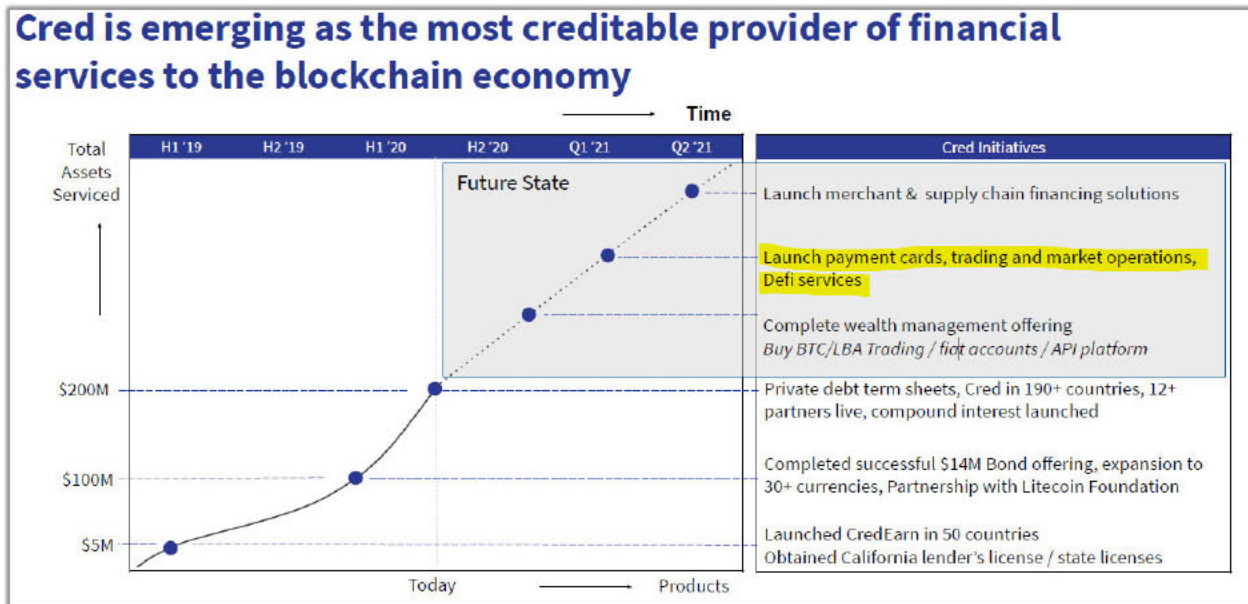 Cred is emerging as the most creditable provider of financial
services to the blockchain economy
Time
Total
Assets
Serviced
H1 '19
H2 '19
H1 '20
H2 '20
Q1 '21
Q2 '21
Cred Initiatives
Future State
Launch merchant & supply chain financing solutions
Launch payment cards, trading and market operations,
Defi services
Complete wealth management offering
Buy BTC/LBA Trading / fiat accounts / API platform
$200M
Private debt term sheets, Cred in 190+ countries, 12+
partners live, compound interest launched
$100M
Completed successful $14M Bond offering, expansion to
30+ currencies, Partnership with Litecoin Foundation
$5M
Launched CredEarn in 50 countries
Obtained California lender's license / state licenses
Today
Products